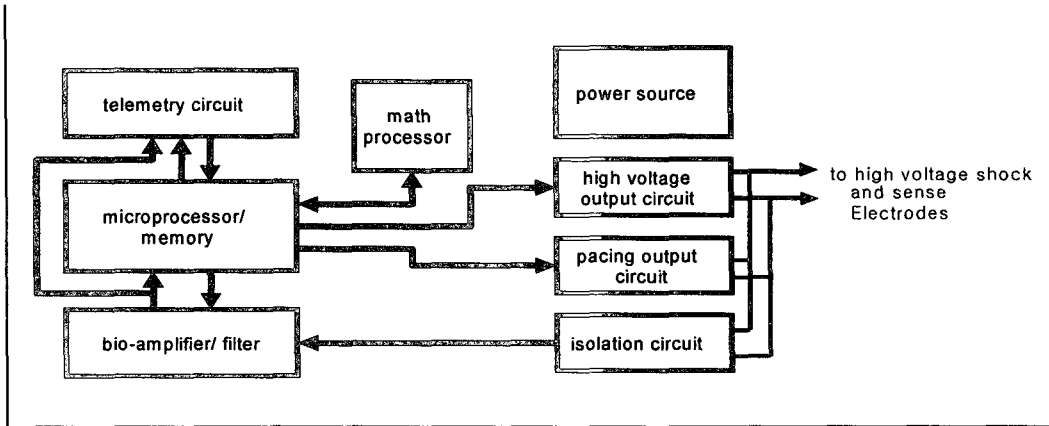 telemetry circuit
math
processor
power source
microprocessor/
memory
high voltage
output circuit
to high voltage shock
and sense
Electrodes
pacing output
circuit
bio-amplifier/ filter
isolation circuit